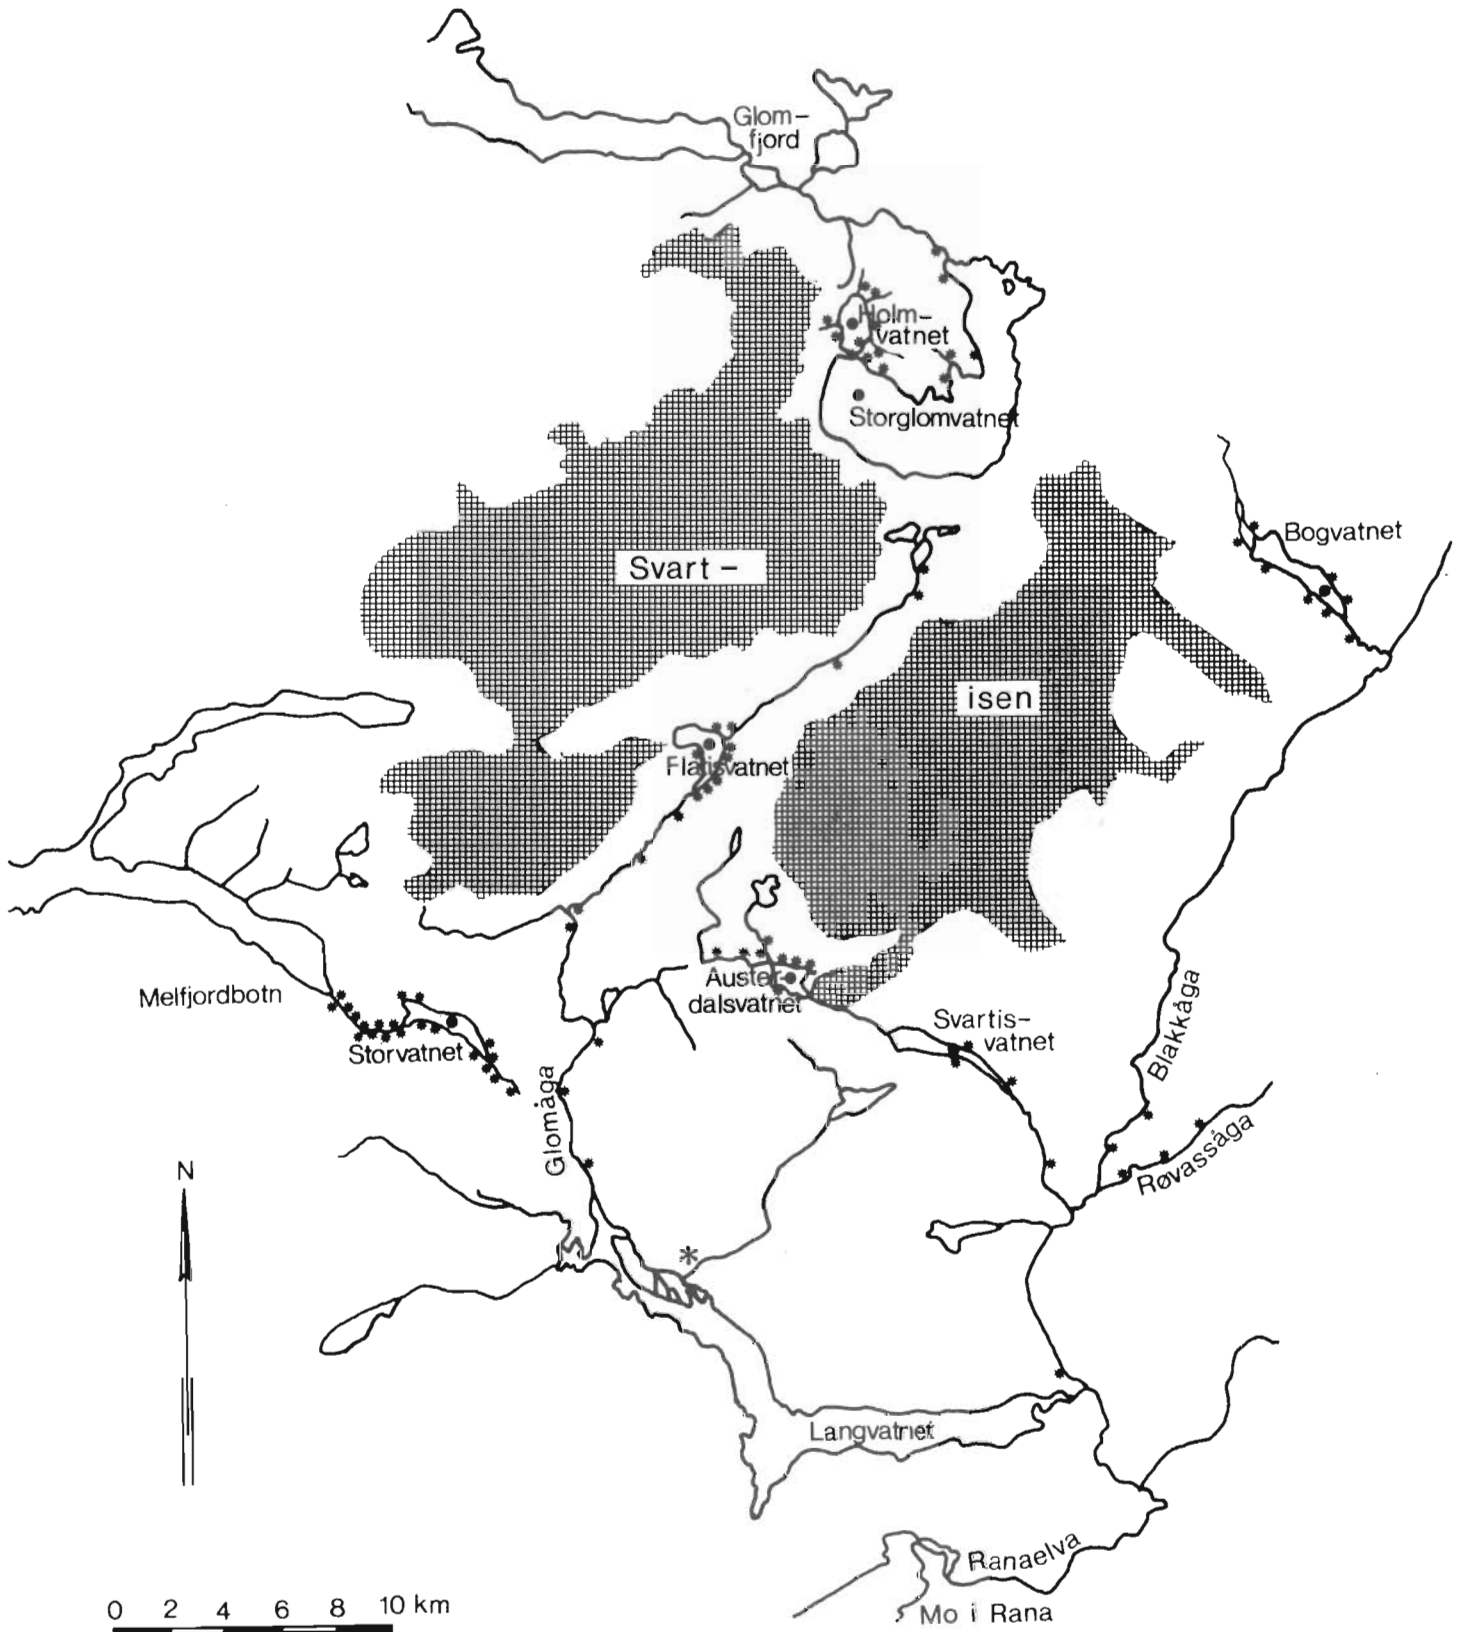 Glom–
fjord
Holm–
vatnet
Storglomvatnet
Bogvatnet
Svart –
isen
Flatisvatnet
Auster–
dalsvatnet
Melfjordbotn
Storvatnet
Svartis–
vatnet
Blakkåga
Røvassåga
Glomåga
N
Langvatnet
Ranaelva
Mo i Rana
0 2 4 6 8 10 km